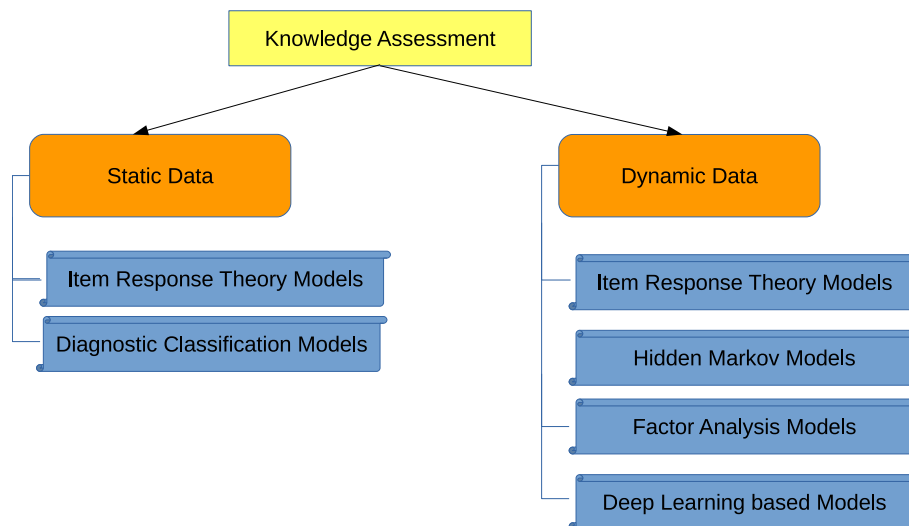 Knowledge Assessment
Static Data
Dynamic Data
Item Response Theory Models
Diagnostic Classification Models
Item Response Theory Models
Hidden Markov Models
Factor Analysis Models
Deep Learning based Models